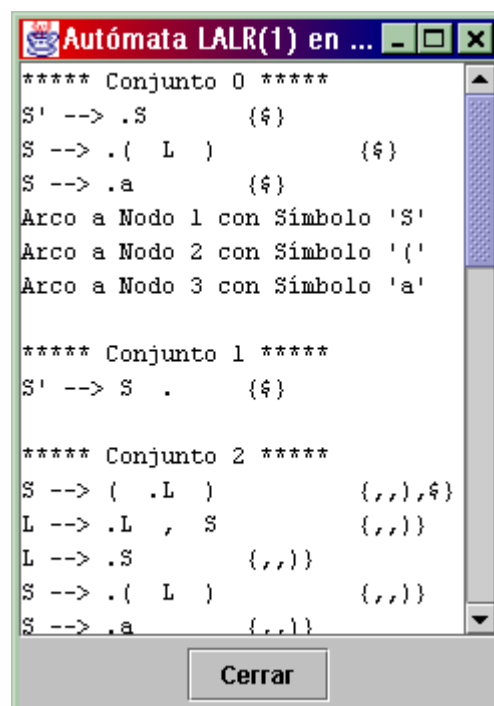 Autómata LALR(1) en ...
***** Conjunto 0 *****
S' --> .S {$}
S --> .( L ) {$}
S --> .a {$}
Arco a Nodo 1 con Símbolo 'S'
Arco a Nodo 2 con Símbolo '('
Arco a Nodo 3 con Símbolo 'a'
***** Conjunto 1 *****
S' --> S . {$}
***** Conjunto 2 *****
S --> ( .L ) {,,),$}
L --> .L , S {,,)}
L --> .S {,,)}
S --> .( L ) {,,)}
S --> .a {,,)}
Cerrar